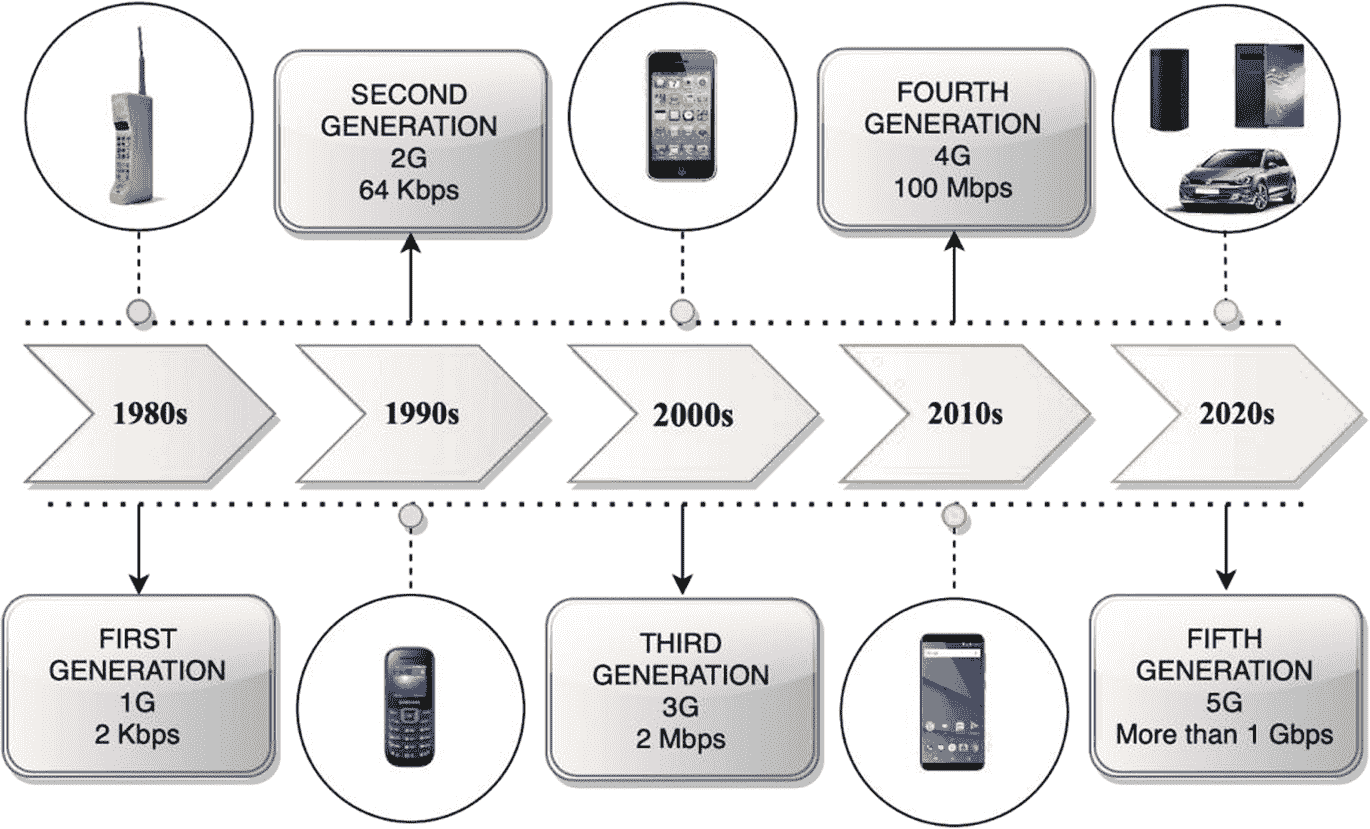 SECOND
GENERATION
2G
64 Kbps
FOURTH
GENERATION
4G
100 Mbps
1980s
1990s
2000s
2010s
2020s
FIRST
GENERATION
1G
2 Kbps
THIRD
GENERATION
3G
2 Mbps
FIFTH
GENERATION
5G
More than 1 Gbps